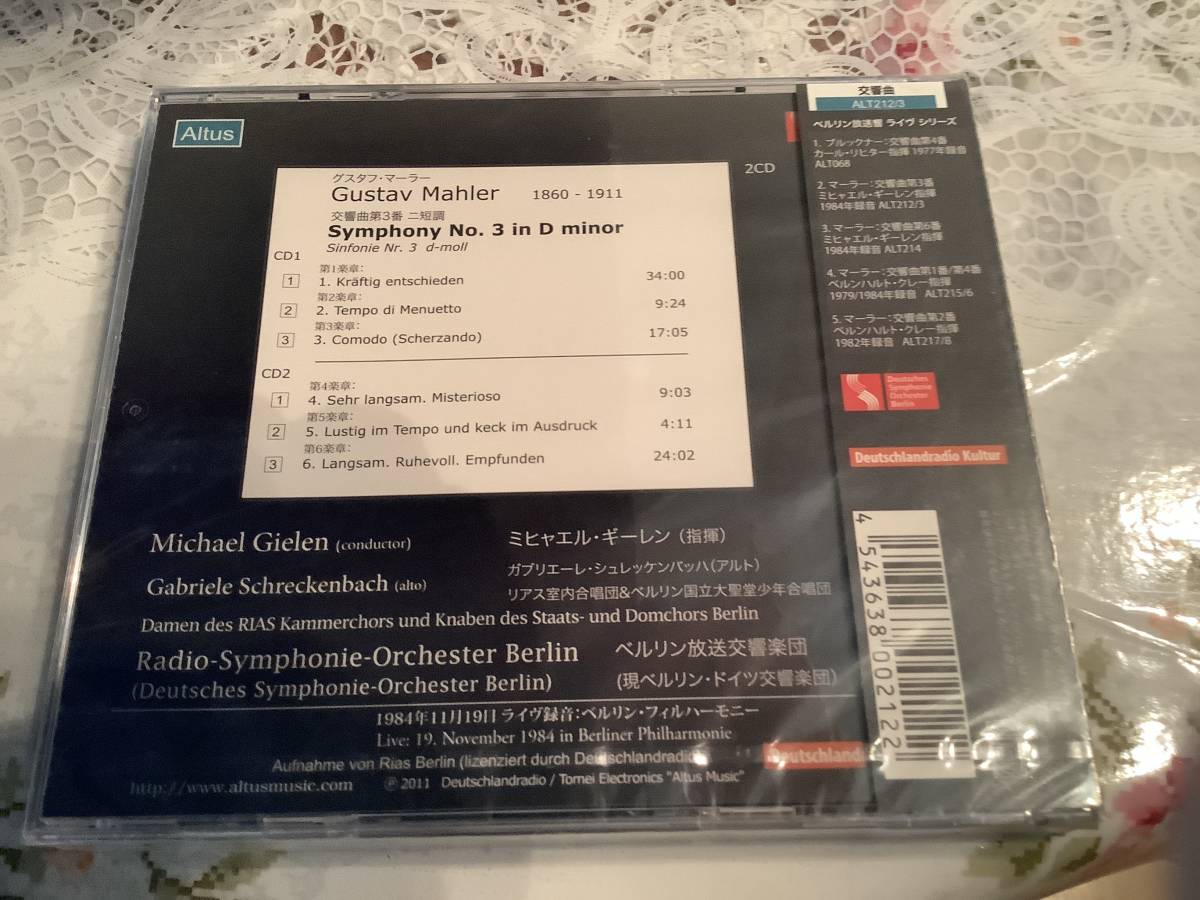 Altus
2CD
グスタフ・マーラー
Gustav Mahler 1860 - 1911
交響曲第3番 ニ短調
Symphony No. 3 in D minor
Sinfonie Nr. 3 d-moll
CD1
第1楽章:
1 1. Kräftig entschieden 34:00
第2楽章:
2 2. Tempo di Menuetto 9:24
第3楽章:
3 3. Comodo (Scherzando) 17:05
CD2
第4楽章:
1 4. Sehr langsam. Misterioso 9:03
第5楽章:
2 5. Lustig im Tempo und keck im Ausdruck 4:11
第6楽章:
3 6. Langsam. Ruhevoll. Empfunden 24:02
Michael Gielen (conductor) ミヒャエル・ギーレン (指揮)
Gabriele Schreckenbach (alto) ガブリエーレ・シュレッケンバッハ(アルト)
リアス室内合唱団&ベルリン国立大聖堂少年合唱団
Damen des RIAS Kammerchors und Knaben des Staats- und Domchors Berlin
Radio-Symphonie-Orchester Berlin ベルリン放送交響楽団
(Deutsches Symphonie-Orchester Berlin) (現ベルリン・ドイツ交響楽団)
1984年11月19日 ライヴ録音:ベルリン・フィルハーモニー
Live: 19. November 1984 in Berliner Philharmonie
Aufnahme von Rias Berlin (lizenziert durch Deutschlandradio
Deutschland
http://www.altusmusic.com ℗ 2011 Deutschlandradio / Tomei Electronics "Altus Music"
交響曲
ALT212/3
ベルリン放送響 ライヴ シリーズ
1. ブルックナー:交響曲第4番
カール・リヒター指揮 1977年録音
ALT068
2. マーラー:交響曲第3番
ミヒャエル・ギーレン指揮
1984年録音 ALT212/3
3. マーラー:交響曲第6番
ミヒャエル・ギーレン指揮
1984年録音 ALT214
4. マーラー:交響曲第1番/第4番
ベルンハルト・クレー指揮
1979/1984年録音 ALT215/6
5. マーラー:交響曲第2番
ベルンハルト・クレー指揮
1982年録音 ALT217/8
Deutsches
Symphonie
Orchester
Berlin
Deutschlandradio Kultur
4 543638 002122